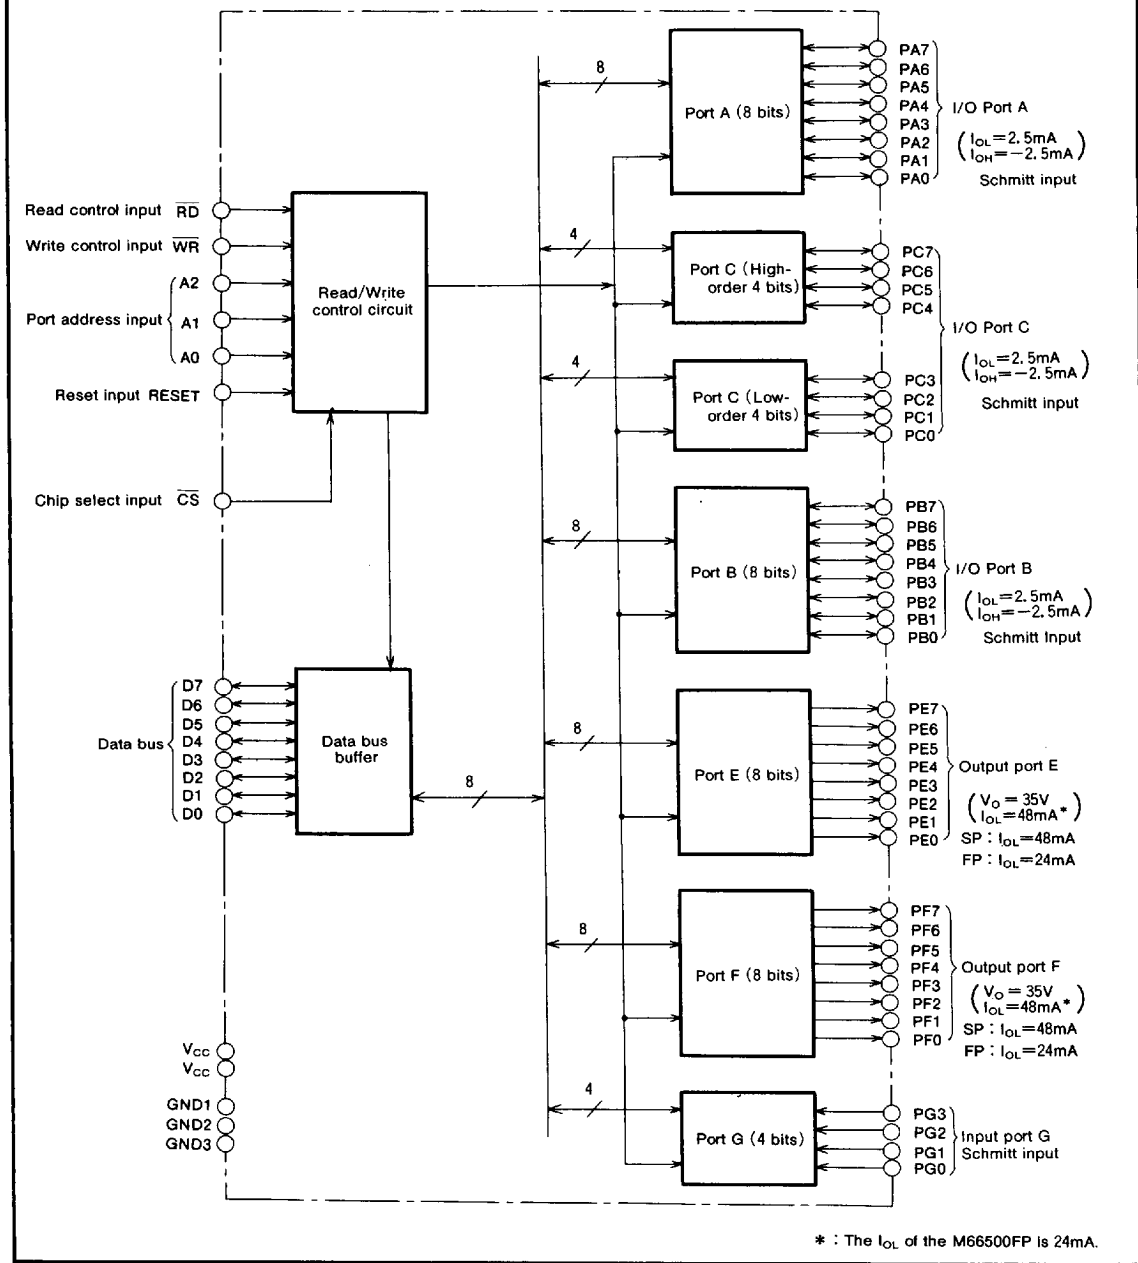 Read control input RD
Write control input WR
Port address input
A2
A1
A0
Reset input RESET
Chip select input CS
Read/Write
control circuit
Data bus
D7
D6
D5
D4
D3
D2
D1
D0
Data bus
buffer
8
VCC
VCC
GND1
GND2
GND3
8
Port A (8 bits)
PA7
PA6
PA5
PA4
PA3
PA2
PA1
PA0
I/O Port A
(IOL=2.5mA
IOH=-2.5mA)
Schmitt input
4
Port C (High-
order 4 bits)
PC7
PC6
PC5
PC4
4
Port C (Low-
order 4 bits)
PC3
PC2
PC1
PC0
I/O Port C
(IOL=2.5mA
IOH=-2.5mA)
Schmitt input
8
Port B (8 bits)
PB7
PB6
PB5
PB4
PB3
PB2
PB1
PB0
I/O Port B
(IOL=2.5mA
IOH=-2.5mA)
Schmitt Input
8
Port E (8 bits)
PE7
PE6
PE5
PE4
PE3
PE2
PE1
PE0
Output port E
(VO=35V
IOL=48mA*)
SP : IOL=48mA
FP : IOL=24mA
8
Port F (8 bits)
PF7
PF6
PF5
PF4
PF3
PF2
PF1
PF0
Output port F
(VO=35V
IOL=48mA*)
SP : IOL=48mA
FP : IOL=24mA
4
Port G (4 bits)
PG3
PG2
PG1
PG0
Input port G
Schmitt input
* : The IOL of the M66500FP is 24mA.